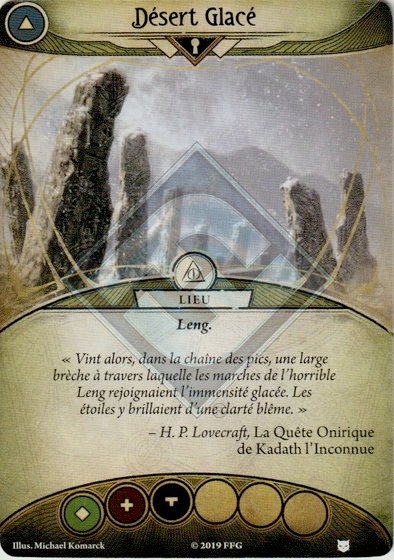 Désert Glacé
LIEU
Leng.
« Vint alors, dans la chaîne des pics, une large
brèche à travers laquelle les marches de l'horrible
Leng rejoignaient l'immensité glacée. Les
étoiles y brillaient d'une clarté blême. »
– H. P. Lovecraft, La Quête Onirique
de Kadath l'Inconnue
Illus. Michael Komarck
© 2019 FFG